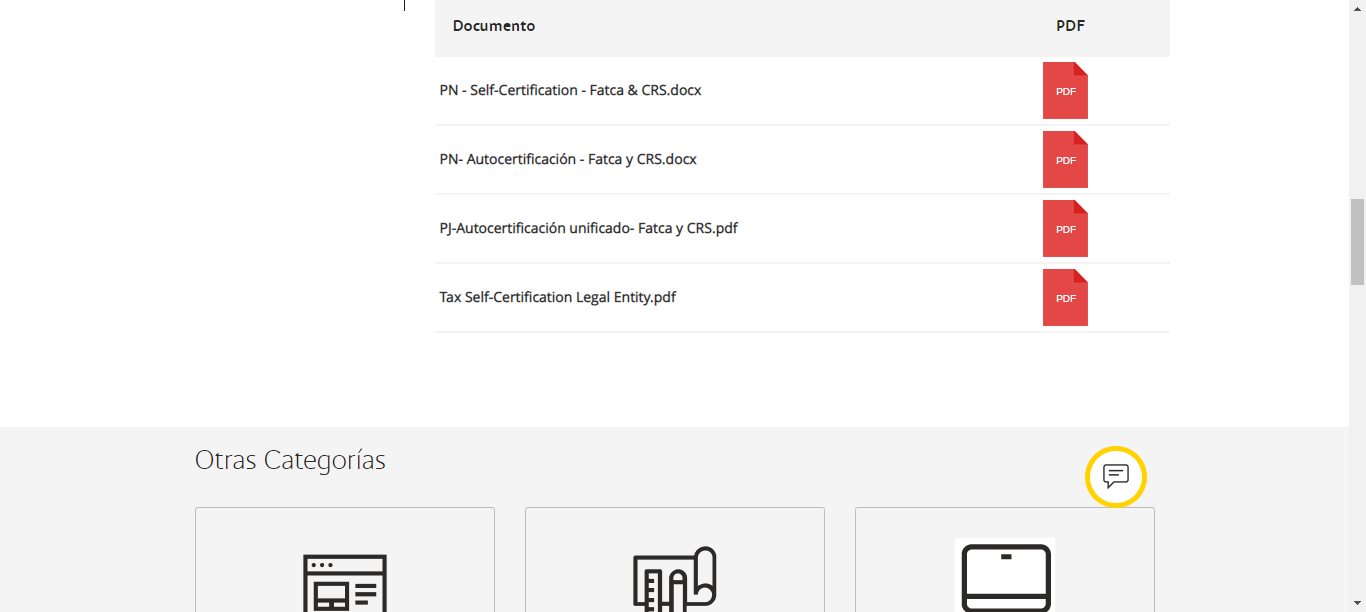 Documento PDF
PN - Self-Certification - Fatca & CRS.docx PDF
PN- Autocertificación - Fatca y CRS.docx PDF
PJ-Autocertificación unificado- Fatca y CRS.pdf PDF
Tax Self-Certification Legal Entity.pdf PDF
Otras Categorías